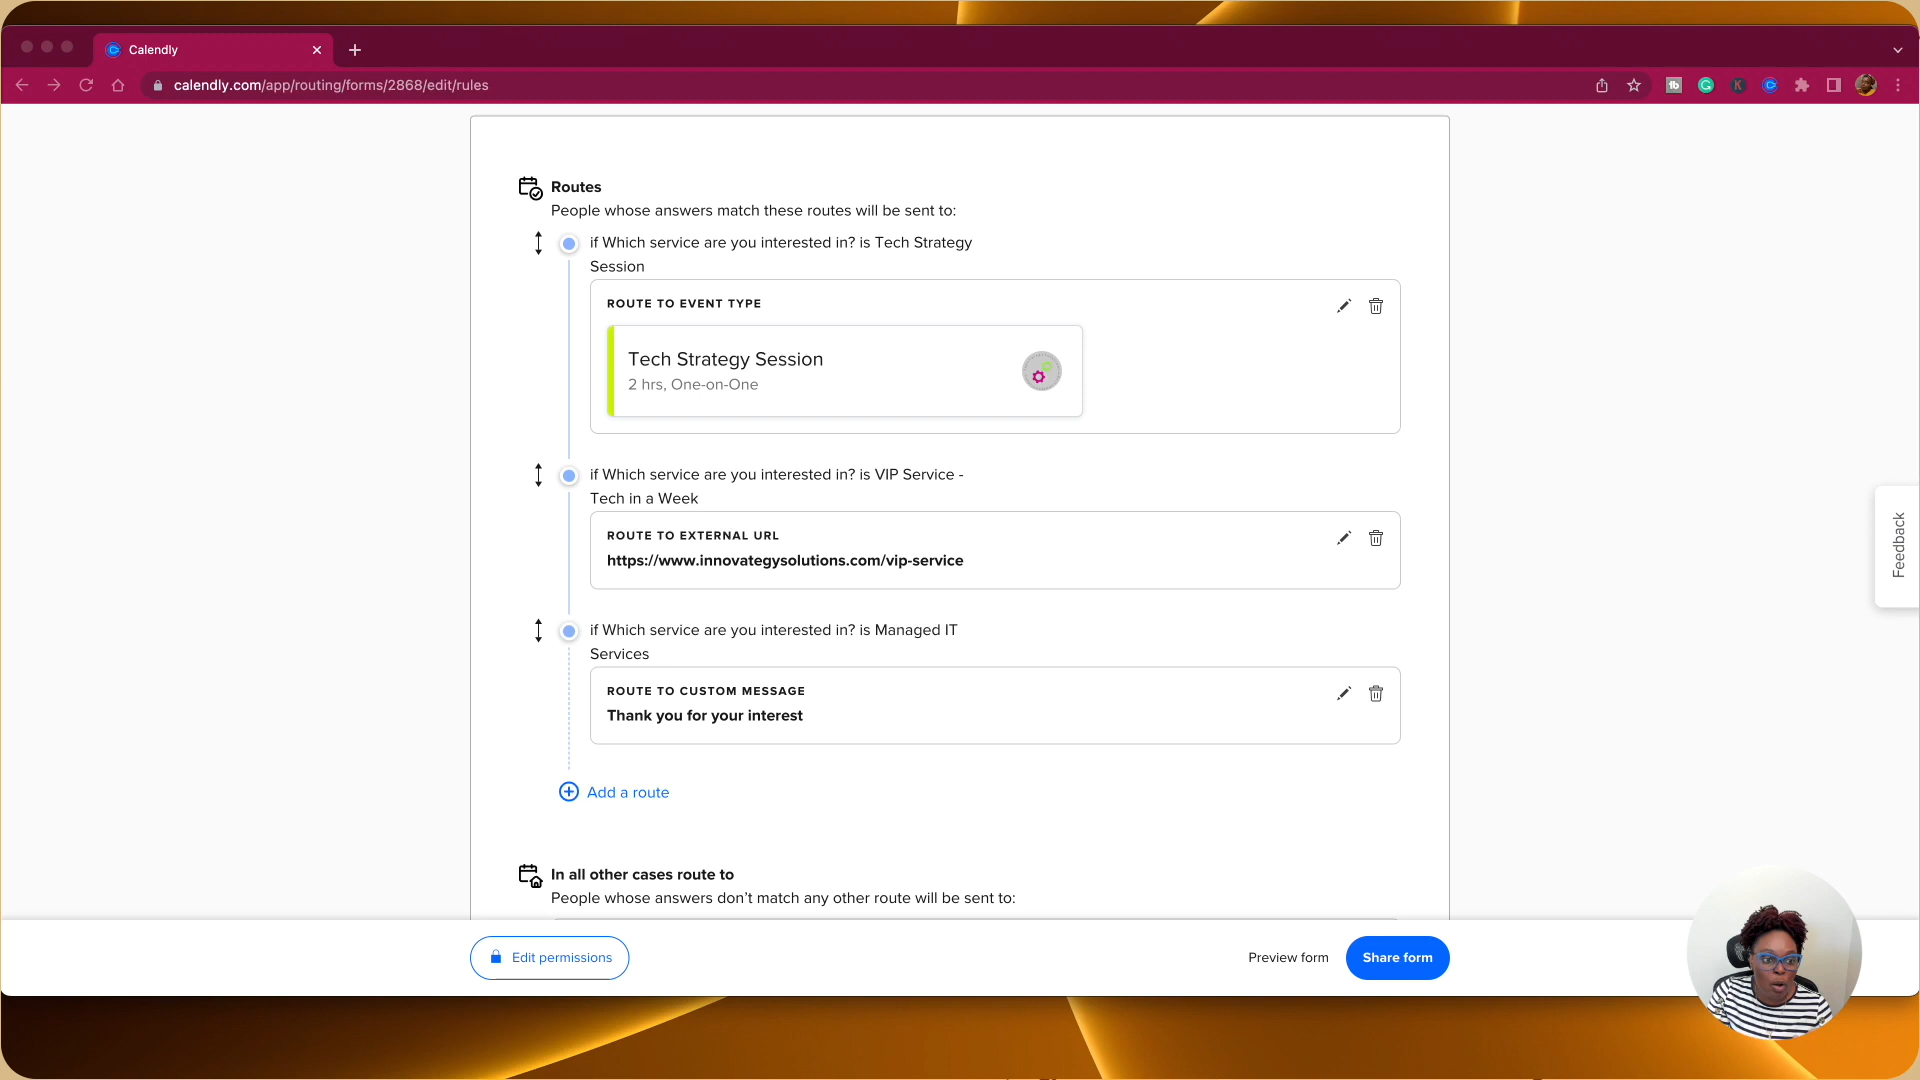 Calendly
calendly.com/app/routing/forms/2868/edit/rules
Routes
People whose answers match these routes will be sent to:
if Which service are you interested in? is Tech Strategy
Session
ROUTE TO EVENT TYPE
Tech Strategy Session
2 hrs, One-on-One
if Which service are you interested in? is VIP Service -
Tech in a Week
ROUTE TO EXTERNAL URL
https://www.innovategysolutions.com/vip-service
if Which service are you interested in? is Managed IT
Services
ROUTE TO CUSTOM MESSAGE
Thank you for your interest
Add a route
In all other cases route to
People whose answers don’t match any other route will be sent to:
Edit permissions
Preview form
Share form
Feedback